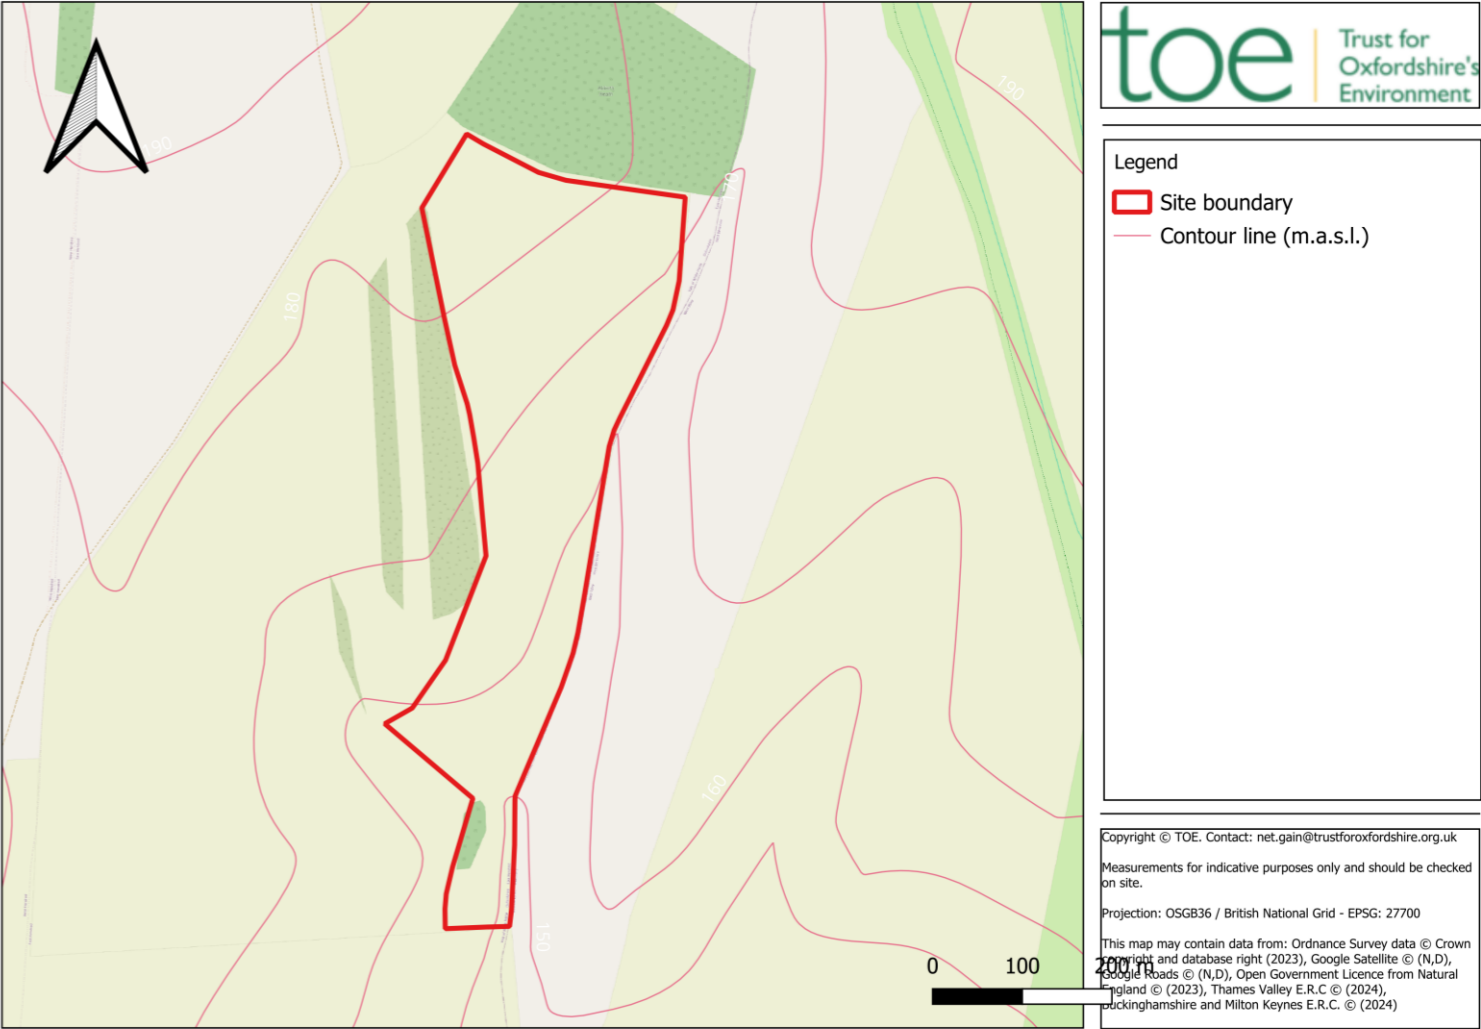 toe
Trust for
Oxfordshire's
Environment
Legend
Site boundary
Contour line (m.a.s.l.)
190
190
170
180
160
150
0 100 200 m
Copyright © TOE. Contact: net.gain@trustforoxfordshire.org.uk
Measurements for indicative purposes only and should be checked
on site.
Projection: OSGB36 / British National Grid - EPSG: 27700
This map may contain data from: Ordnance Survey data © Crown
copyright and database right (2023), Google Satellite © (N,D),
Google Roads © (N,D), Open Government Licence from Natural
England © (2023), Thames Valley E.R.C © (2024),
Buckinghamshire and Milton Keynes E.R.C. © (2024)